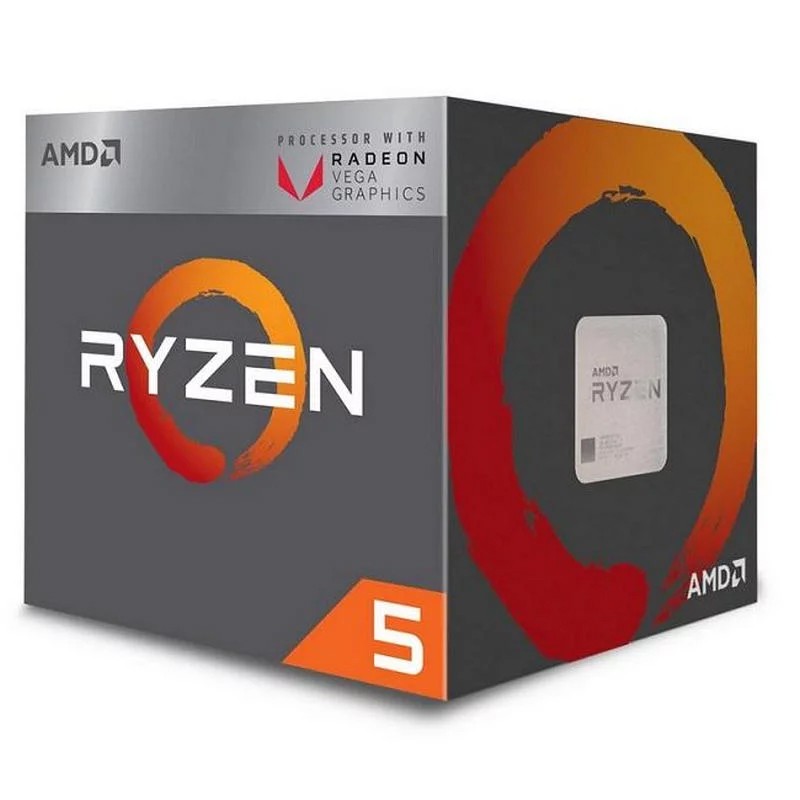 AMD
PROCESSOR WITH
RADEON
VEGA
GRAPHICS
RYZEN
5
AMD
RYZEN
AMD